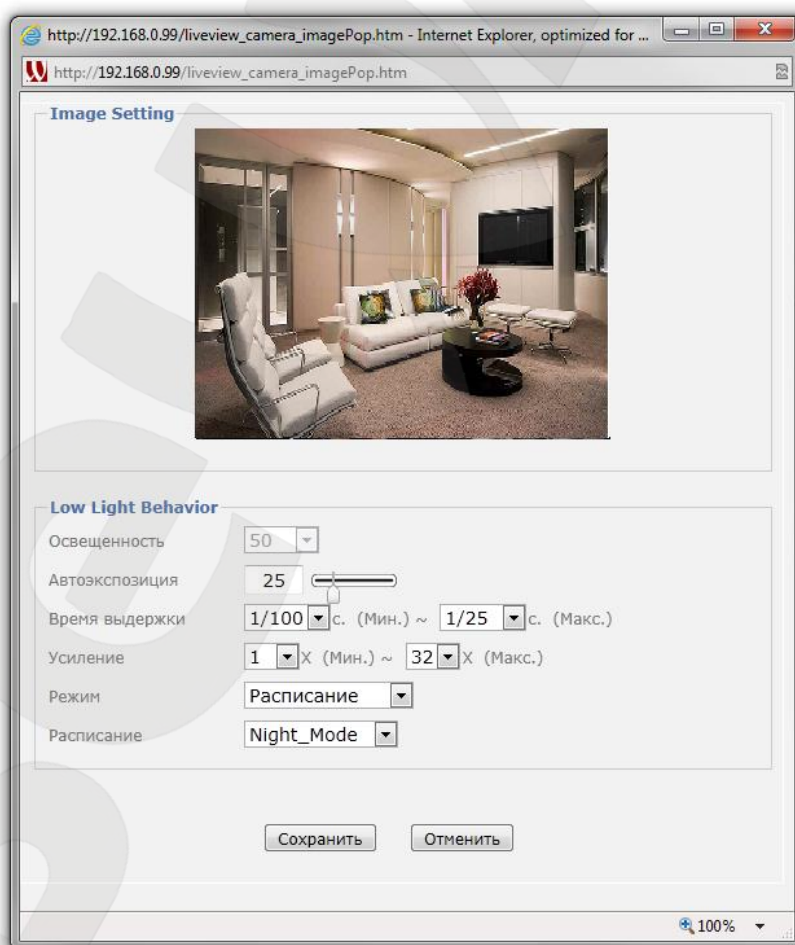 http://192.168.0.99/liveview_camera_imagePop.htm - Internet Explorer, optimized for ...
http://192.168.0.99/liveview_camera_imagePop.htm
Image Setting
Low Light Behavior
Освещенность 50
Автоэкспозиция 25
Время выдержки 1/100 с. (Мин.) ~ 1/25 с. (Макс.)
Усиление 1 X (Мин.) ~ 32 X (Макс.)
Режим Расписание
Расписание Night_Mode
Сохранить Отменить
100%